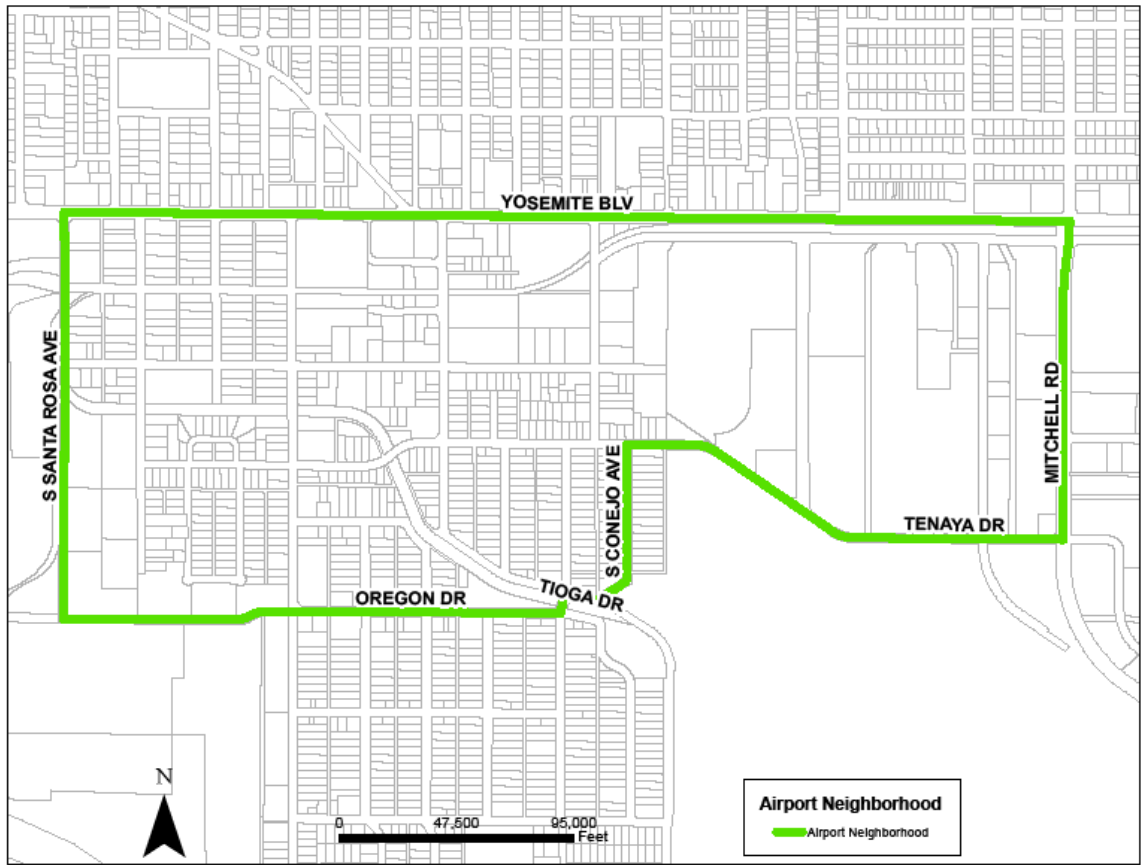 YOSEMITE BLV
S SANTA ROSA AVE
MITCHELL RD
S CONEJO AVE
TENAYA DR
TIOGA DR
OREGON DR
N
0 47,500 95,000
Feet
Airport Neighborhood
Airport Neighborhood